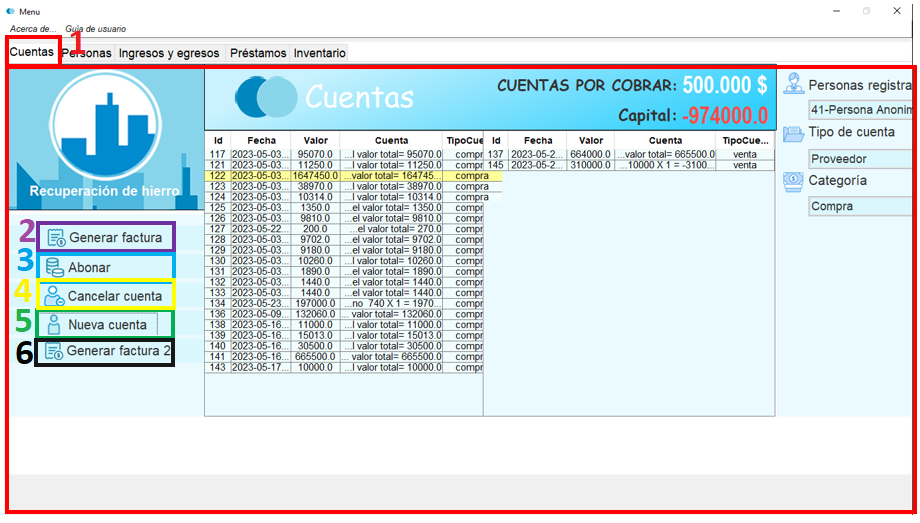 Menu
Acerca de... Guía de usuario
1
Cuentas Personas Ingresos y egresos Préstamos Inventario
Recuperación de hierro
Cuentas
CUENTAS POR COBRAR: 500.000 $
Capital: -974000.0
Personas registra
41-Persona Anonim
Tipo de cuenta
Proveedor
Categoría
Compra
2 Generar factura
3 Abonar
4 Cancelar cuenta
5 Nueva cuenta
6 Generar factura 2
Id Fecha Valor Cuenta TipoCue
117 2023-05-03... 95070.0 ...l valor total= 95070.0 compr
121 2023-05-03... 11250.0 ...l valor total= 11250.0 compr
122 2023-05-03... 1647450.0 ...valor total= 164745... compra
123 2023-05-03... 38970.0 ...l valor total= 38970.0 compra
124 2023-05-03... 10314.0 ...l valor total= 10314.0 compra
125 2023-05-03... 1350.0 ...el valor total= 1350.0 compr
126 2023-05-03... 9810.0 ...el valor total= 9810.0 compr
127 2023-05-22... 200.0 ...el valor total= 270.0 compr
128 2023-05-03... 9702.0 ...el valor total= 9702.0 compr
129 2023-05-03... 9180.0 ...el valor total= 9180.0 compr
130 2023-05-03... 10260.0 ...l valor total= 10260.0 compr
131 2023-05-03... 1890.0 ...el valor total= 1890.0 compr
132 2023-05-03... 1440.0 ...el valor total= 1440.0 compr
133 2023-05-03... 1440.0 ...el valor total= 1440.0 compr
134 2023-05-23... 197000.0 ...no 740 X 1 = 1970... compr
136 2023-05-09... 132060.0 ... valor total= 132060.0 compr
138 2023-05-16... 11000.0 ...l valor total= 11000.0 compr
139 2023-05-16... 15013.0 ...l valor total= 15013.0 compr
140 2023-05-16... 30500.0 ...l valor total= 30500.0 compr
141 2023-05-16... 665500.0 ... valor total= 665500.0 compr
143 2023-05-17... 10000.0 ...l valor total= 10000.0 compr
Id Fecha Valor Cuenta TipoCue...
137 2023-05-2... 664000.0 ...valor total= 665500.0 venta
145 2023-05-2... 310000.0 ...10000 X 1 = -3100... venta